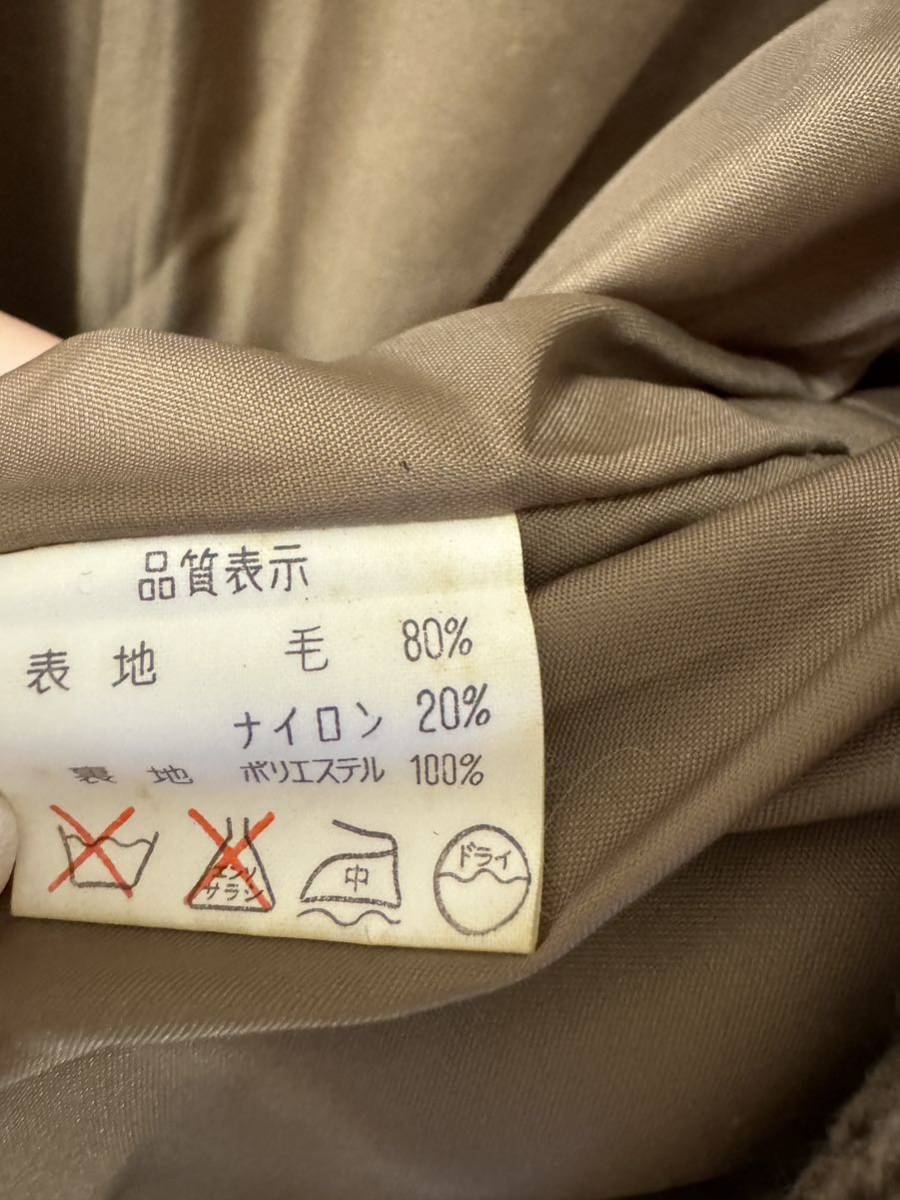 品質表示
表地 毛 80%
ナイロン 20%
裏地 ポリエステル 100%
エンソ
サラシ
中
ドライ